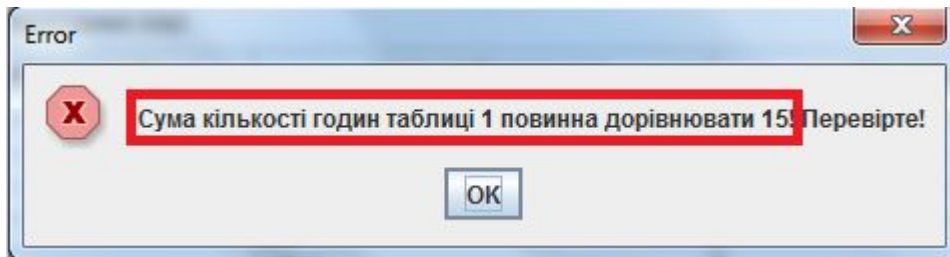 Error
Сума кількості годин таблиці 1 повинна дорівнювати 15! Перевірте!
OK